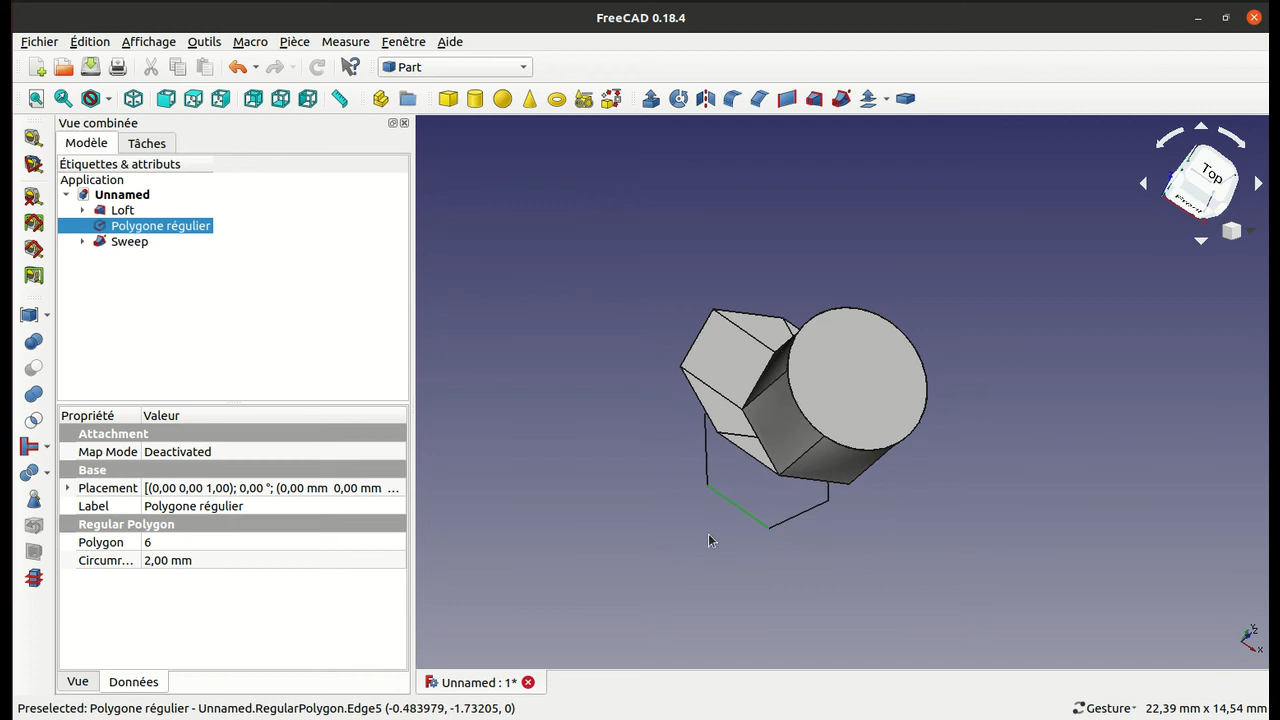 FreeCAD 0.18.4
Fichier Édition Affichage Outils Macro Pièce Measure Fenêtre Aide
Part
Vue combinée
Modèle Tâches
Étiquettes & attributs
Application
Unnamed
Loft
Polygone régulier
Sweep
Propriété Valeur
Attachment
Map Mode Deactivated
Base
Placement [(0,00 0,00 1,00); 0,00 °; (0,00 mm 0,00 mm ...
Label Polygone régulier
Regular Polygon
Polygon 6
Circumr... 2,00 mm
Vue Données
Top
Front
Y
Z
X
Unnamed : 1*
Preselected: Polygone régulier - Unnamed.RegularPolygon.Edge5 (-0.483979, -1.73205, 0)
Gesture 22,39 mm x 14,54 mm